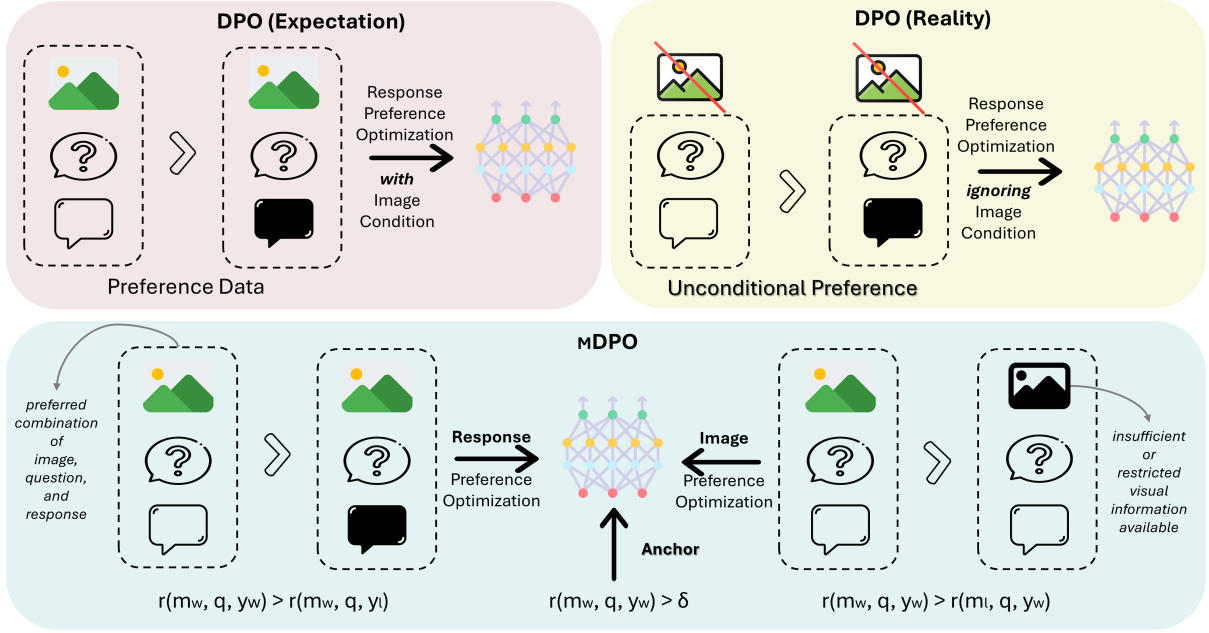 DPO (Expectation)
?
?
Response
Preference
Optimization
with
Image
Condition
Preference Data
DPO (Reality)
?
?
Response
Preference
Optimization
ignoring
Image
Condition
Unconditional Preference
мDPO
preferred
combination
of
image,
question,
and
response
?
?
Response
Preference
Optimization
Image
Preference
Optimization
Anchor
?
?
insufficient
or
restricted
visual
information
available
r(mw, q, yw) > r(mw, q, yl)
r(mw, q, yw) > δ
r(mw, q, yw) > r(ml, q, yw)